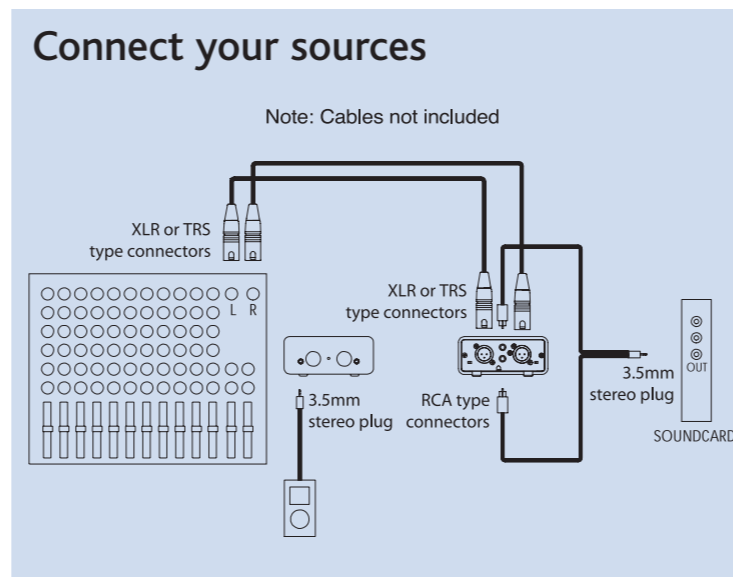 Connect your sources
Note: Cables not included
XLR or TRS
type connectors
L R
XLR or TRS
type connectors
OUT
SOUNDCARD
3.5mm
stereo plug
RCA type
connectors
3.5mm
stereo plug